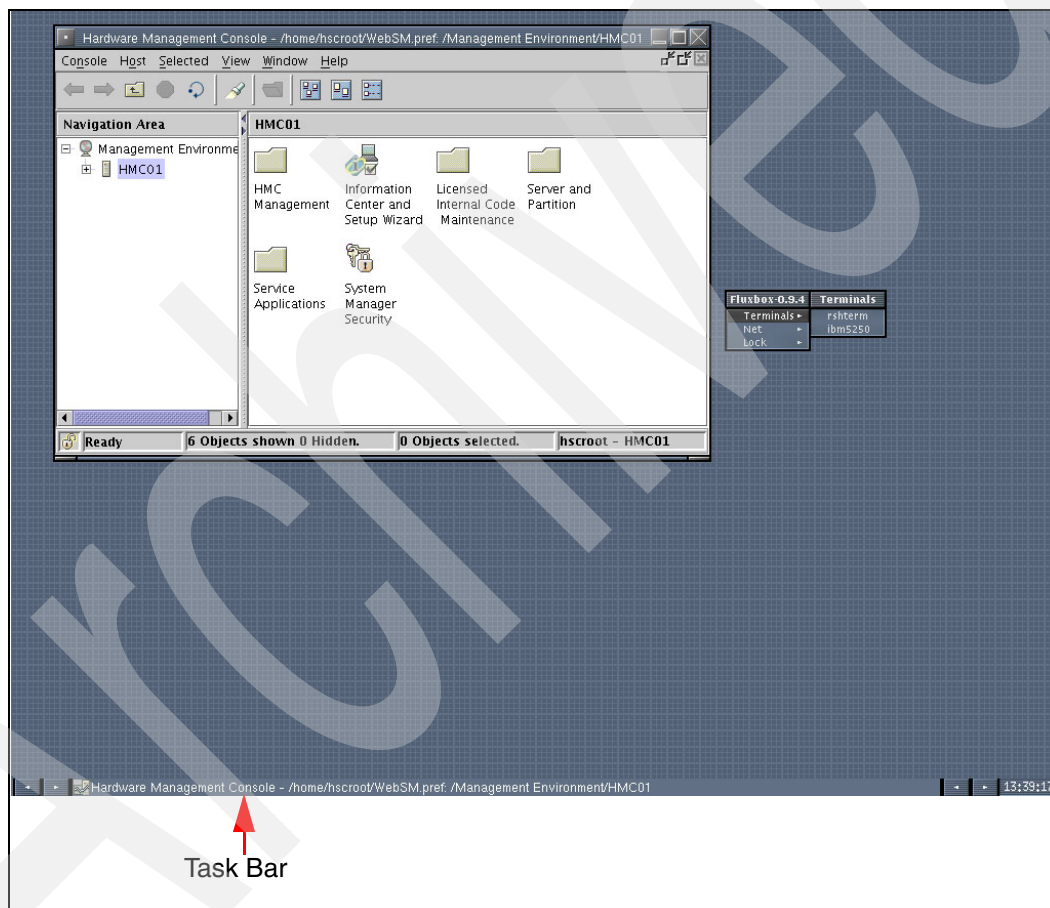 Hardware Management Console - /home/hscroot/WebSM.pref: /Management Environment/HMC01
Console Host Selected View Window Help
Navigation Area
HMC01
Management Environme
HMC01
HMC Management
Information Center and Setup Wizard
Licensed Internal Code Maintenance
Server and Partition
Service Applications
System Manager Security
Ready
6 Objects shown 0 Hidden.
0 Objects selected.
hscroot - HMC01
Fluxbox-0.9.4
Terminals
Net
Lock
Terminals
rshterm
ibm5250
Hardware Management Console - /home/hscroot/WebSM.pref: /Management Environment/HMC01
13:39:17
Task Bar
Archived